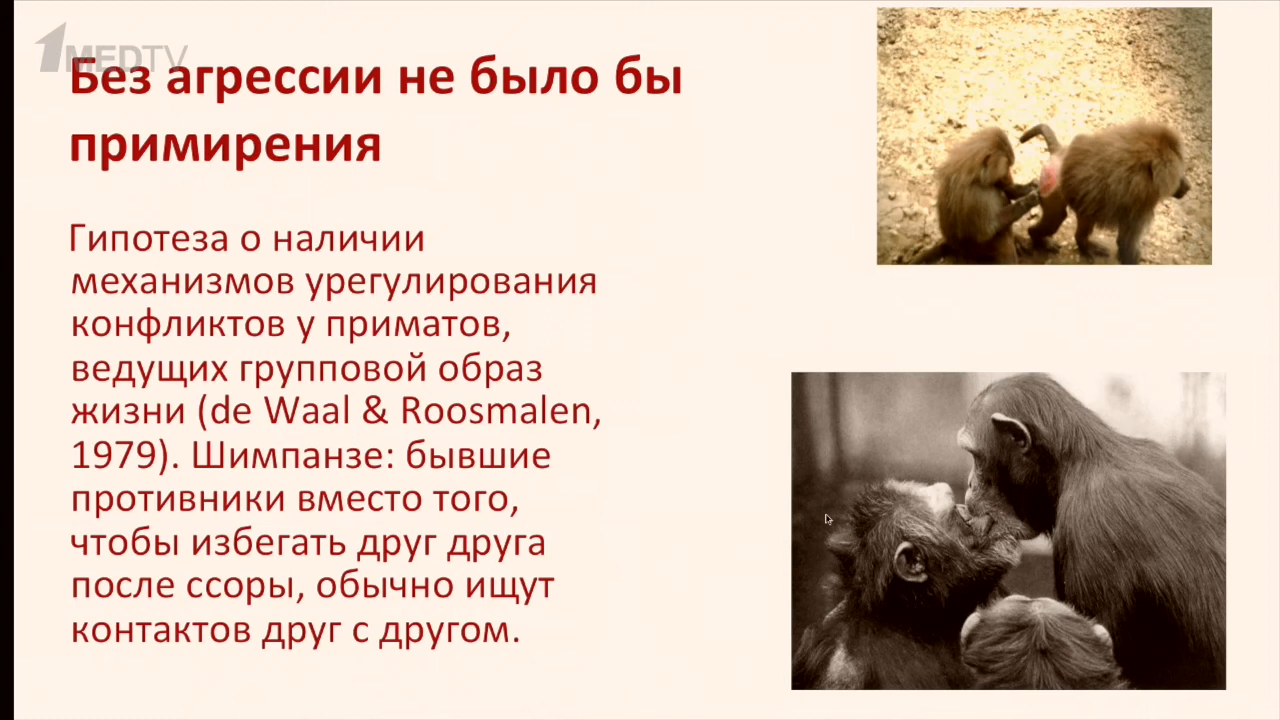 1MEDTV
Без агрессии не было бы
примирения
Гипотеза о наличии
механизмов урегулирования
конфликтов у приматов,
ведущих групповой образ
жизни (de Waal & Roosmalen,
1979). Шимпанзе: бывшие
противники вместо того,
чтобы избегать друг друга
после ссоры, обычно ищут
контактов друг с другом.